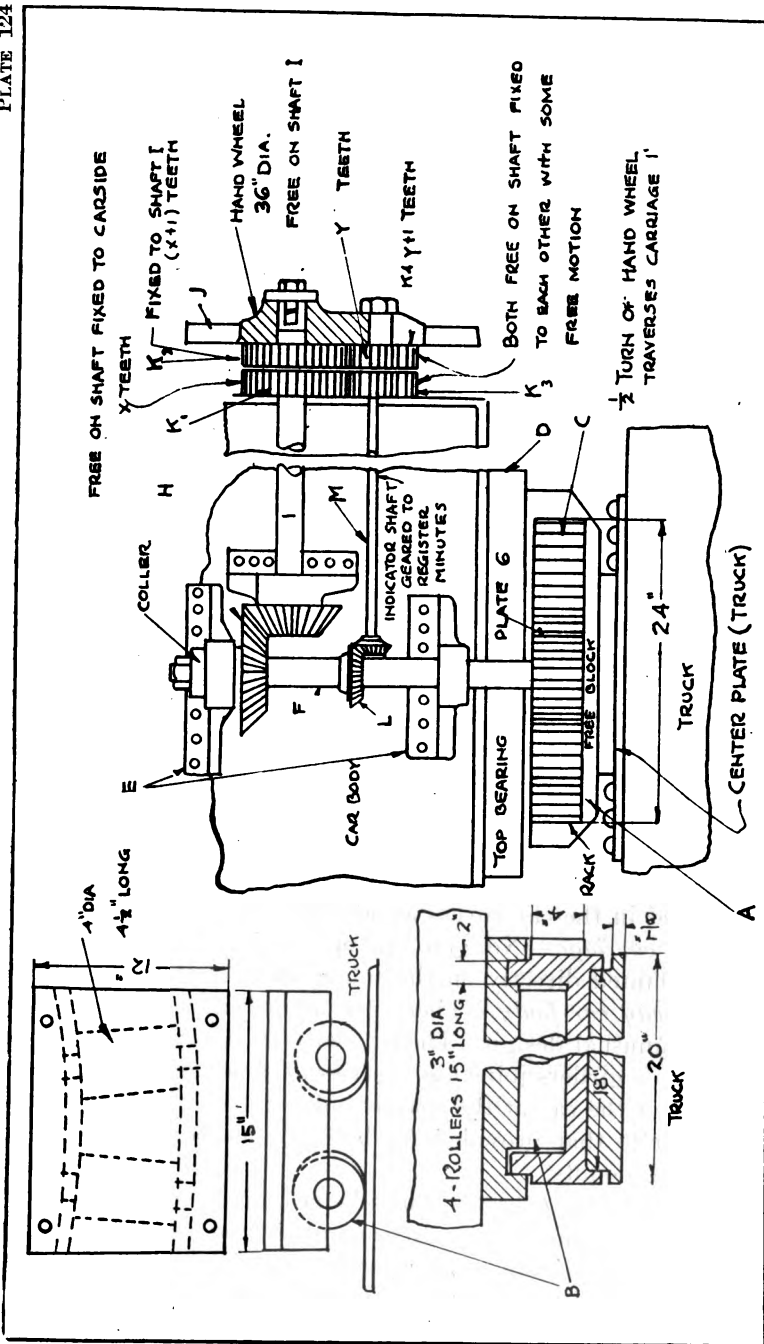 PLATE 124
FREE ON SHAFT FIXED TO CARSIDE
X TEETH
FIXED TO SHAFT I
(X+1) TEETH
HAND WHEEL
36" DIA.
FREE ON SHAFT I
Y TEETH
K4 Y+1 TEETH
BOTH FREE ON SHAFT FIXED
TO EACH OTHER WITH SOME
FREE MOTION
½ TURN OF HAND WHEEL
TRAVERSES CARRIAGE 1'
J
K2
K1
K3
H
I
M
INDICATOR SHAFT
GEARED TO
REGISTER
MINUTES
COLLER
E
F
L
CAR BODY
D
TOP BEARING PLATE 6
C
FREE BLOCK
RACK
24"
A
TRUCK
CENTER PLATE (TRUCK)
4" DIA
4½" LONG
12"
15"
TRUCK
B
3" DIA
4-ROLLERS 15" LONG
2"
4"
18"
20"
TRUCK